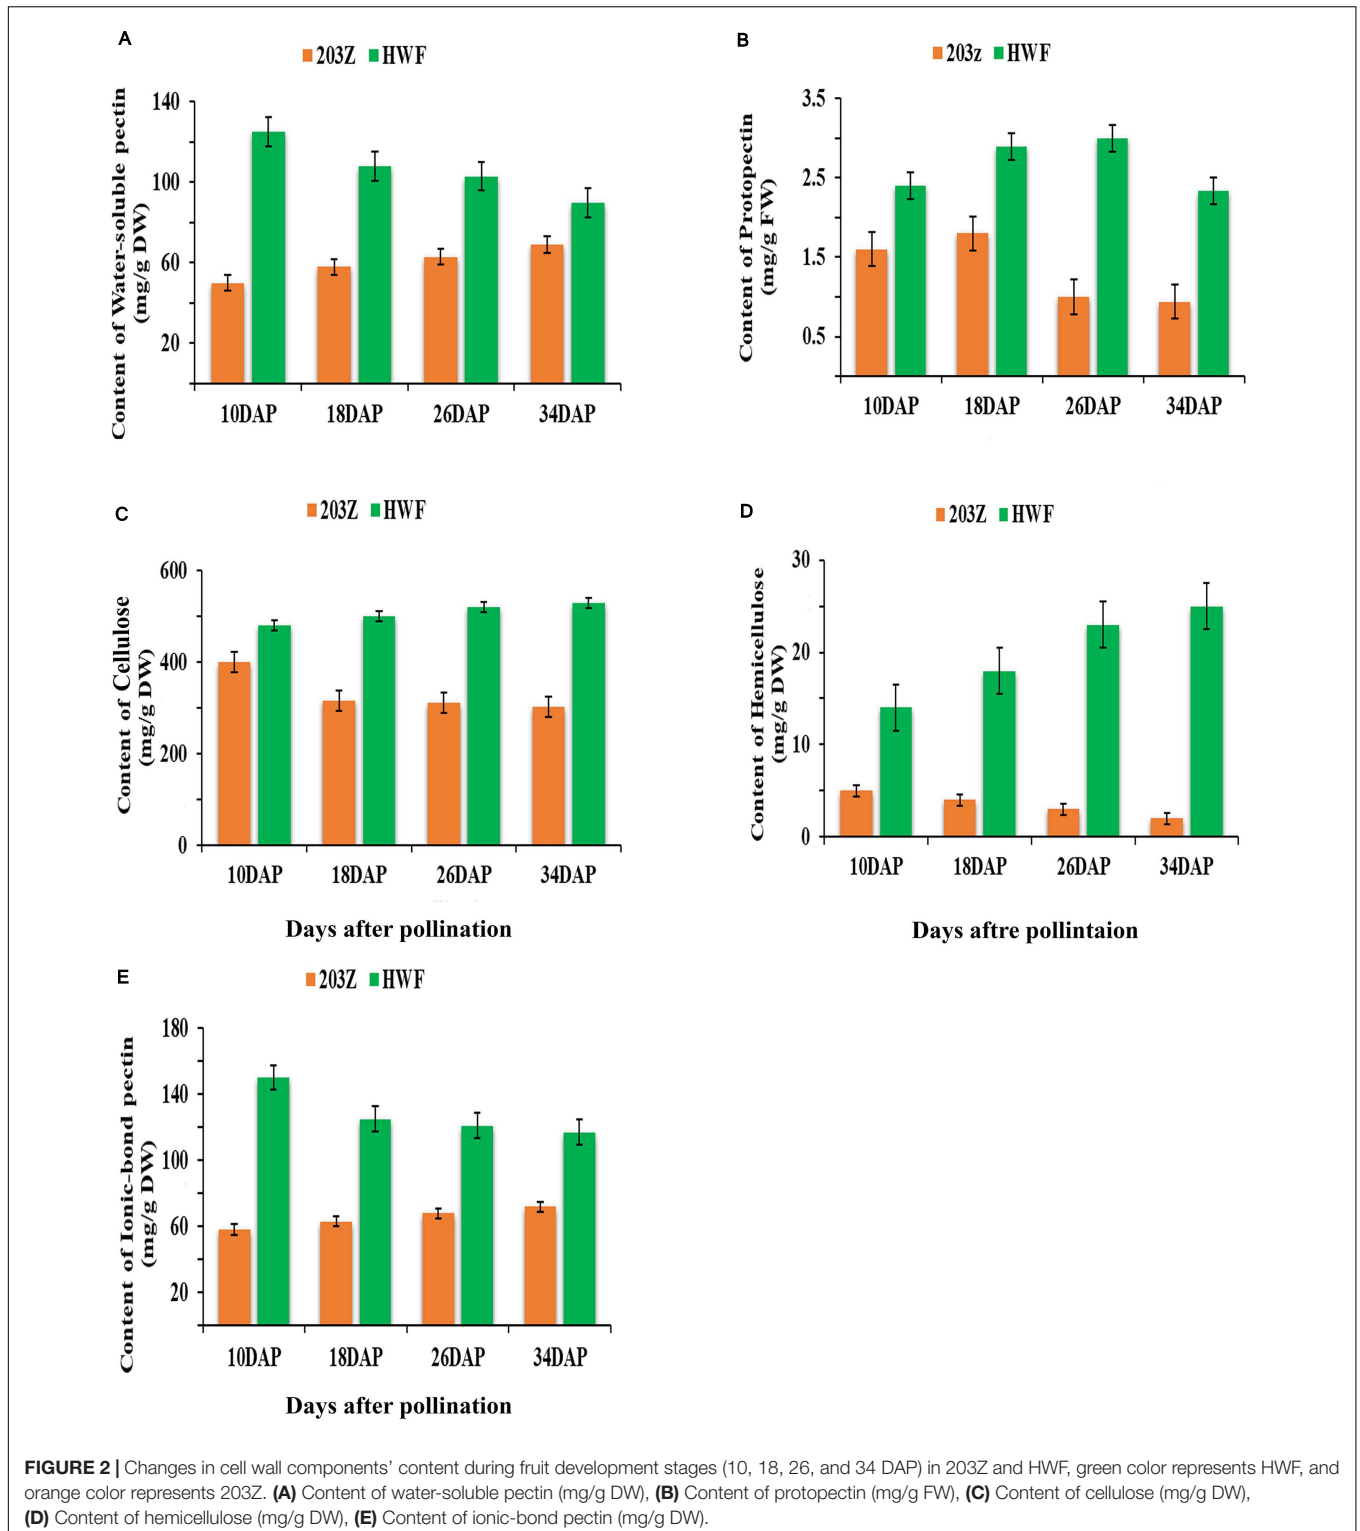 A
203Z HWF
Content of Water-soluble pectin
(mg/g DW)
140
100
60
20
10DAP 18DAP 26DAP 34DAP
B
203z HWF
Content of Protopectin
(mg/g FW)
3.5
2.5
1.5
0.5
10DAP 18DAP 26DAP 34DAP
C
203Z HWF
Content of Cellulose
(mg/g DW)
600
400
200
0
10DAP 18DAP 26DAP 34DAP
Days after pollination
D
203Z HWF
Content of Hemicellulose
(mg/g DW)
30
20
10
0
10DAP 18DAP 26DAP 34DAP
Days aftre pollintaion
E
203Z HWF
Content of Ionic-bond pectin
(mg/g DW)
180
140
100
60
20
10DAP 18DAP 26DAP 34DAP
Days after pollination
FIGURE 2 | Changes in cell wall components’ content during fruit development stages (10, 18, 26, and 34 DAP) in 203Z and HWF, green color represents HWF, and
orange color represents 203Z. (A) Content of water-soluble pectin (mg/g DW), (B) Content of protopectin (mg/g FW), (C) Content of cellulose (mg/g DW),
(D) Content of hemicellulose (mg/g DW), (E) Content of ionic-bond pectin (mg/g DW).